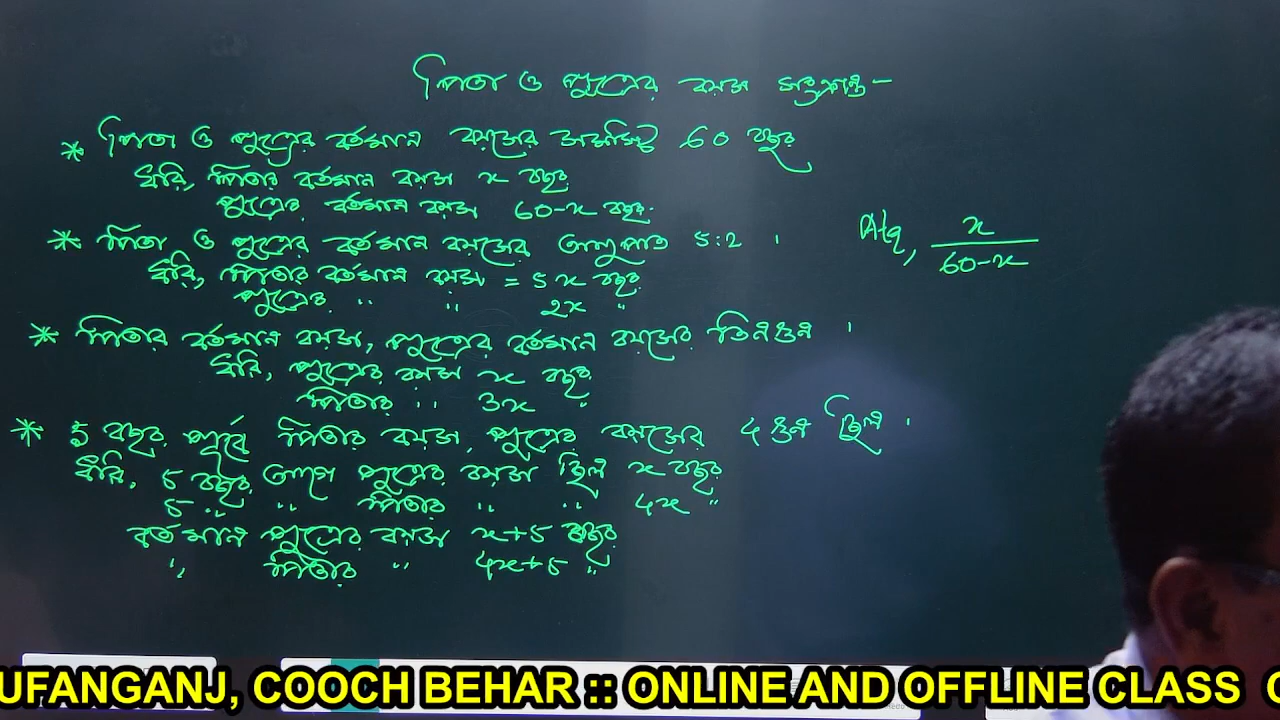 পিতা ও পুত্রের বয়স সংক্রান্ত -
* পিতা ও পুত্রের বর্তমান বয়সের সমষ্টি 60 বছর
ধরি, পিতার বর্তমান বয়স x বছর
পুত্রের বর্তমান বয়স 60-x বছর.
* পিতা ও পুত্রের বর্তমান বয়সের অনুপাত 5:2 ।
ধরি, পিতার বর্তমান বয়স = 5x বছর
পুত্রের " " 2x "
Atq, x
60-x
* পিতার বর্তমান বয়স, পুত্রের বর্তমান বয়সের তিনগুন ।
ধরি, পুত্রের বয়স x বছর
পিতার " 3x "
* 5 বছর পূর্বে পিতার বয়স, পুত্রের বয়সের 4 গুন ছিল ।
ধরি, 5 বছর আগে পুত্রের বয়স ছিল x বছর
5 " " পিতার " " 4x "
বর্তমান পুত্রের বয়স x+5 বছর
" পিতার " 4x+5 "
UFANGANJ, COOCH BEHAR :: ONLINE AND OFFLINE CLASS